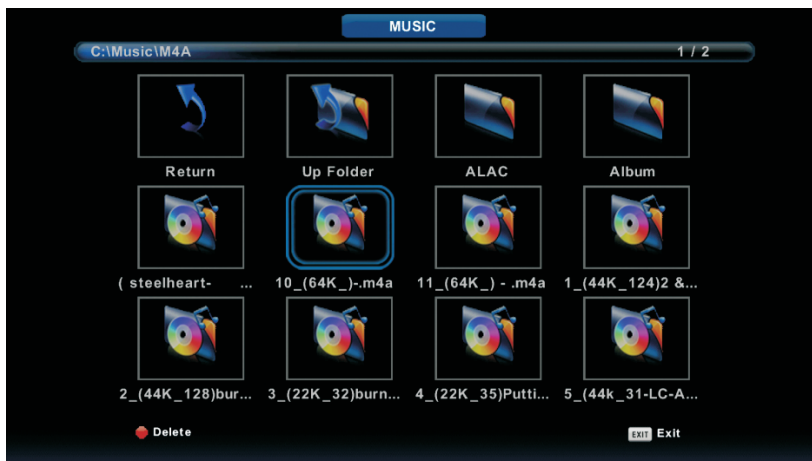 MUSIC
C:\Music\M4A 1 / 2
Return Up Folder ALAC Album
( steelheart- ... 10_(64K_)-.m4a 11_(64K_) - .m4a 1_(44K_124)2 &...
2_(44K_128)bur... 3_(22K_32)burn... 4_(22K_35)Putti... 5_(44k_31-LC-A...
Delete EXIT Exit